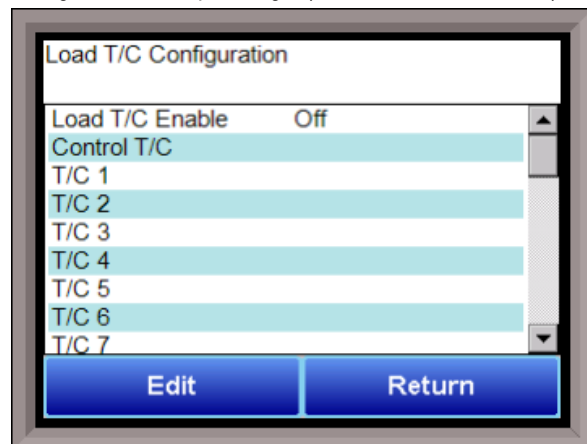 Load T/C Configuration
Load T/C Enable Off
Control T/C
T/C 1
T/C 2
T/C 3
T/C 4
T/C 5
T/C 6
T/C 7
Edit Return